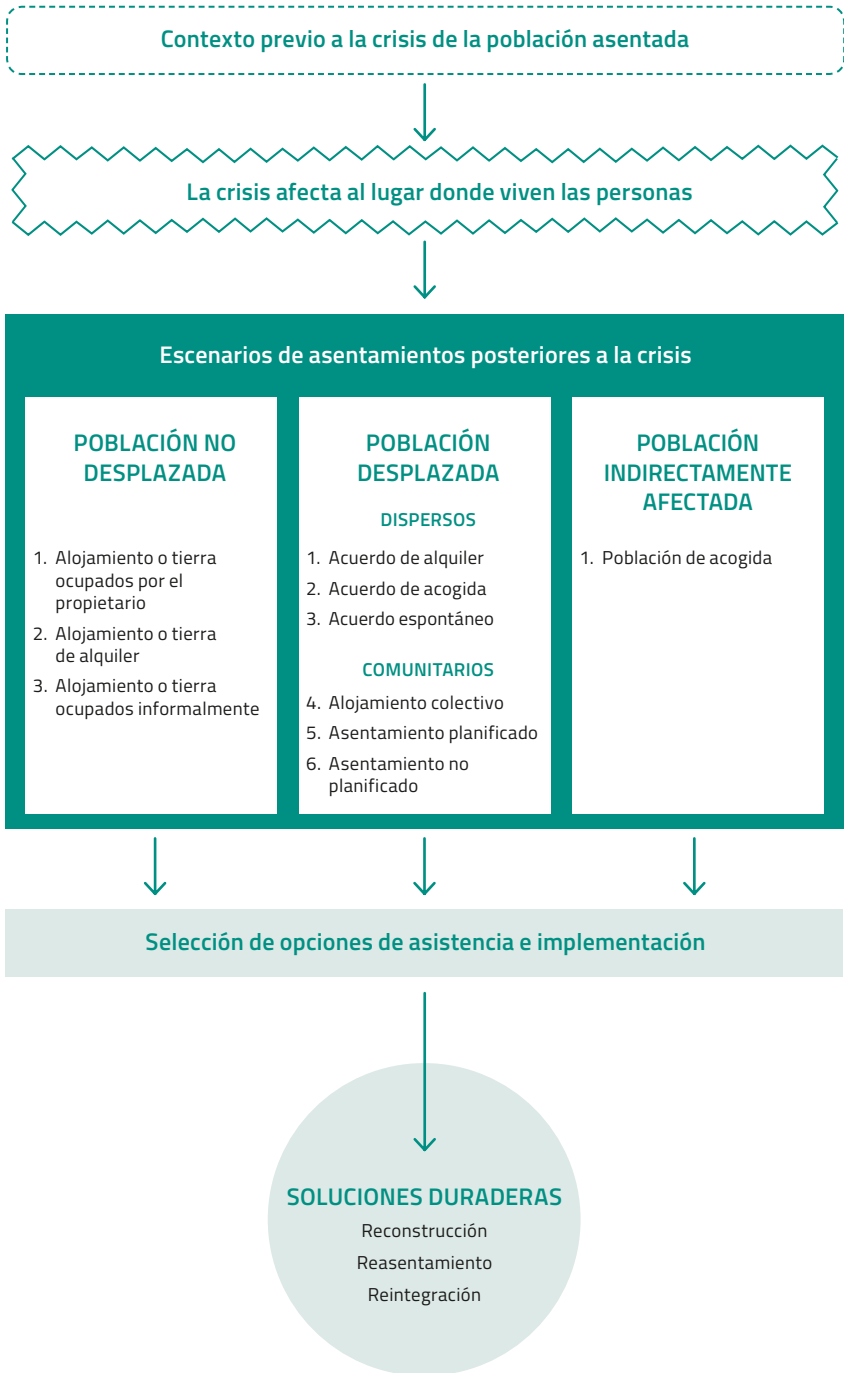 Contexto previo a la crisis de la población asentada
La crisis afecta al lugar donde viven las personas
Escenarios de asentamientos posteriores a la crisis
POBLACIÓN NO
DESPLAZADA
1. Alojamiento o tierra
ocupados por el
propietario
2. Alojamiento o tierra
de alquiler
3. Alojamiento o tierra
ocupados informalmente
POBLACIÓN
DESPLAZADA
DISPERSOS
1. Acuerdo de alquiler
2. Acuerdo de acogida
3. Acuerdo espontáneo
COMUNITARIOS
4. Alojamiento colectivo
5. Asentamiento planificado
6. Asentamiento no
planificado
POBLACIÓN
INDIRECTAMENTE
AFECTADA
1. Población de acogida
Selección de opciones de asistencia e implementación
SOLUCIONES DURADERAS
Reconstrucción
Reasentamiento
Reintegración